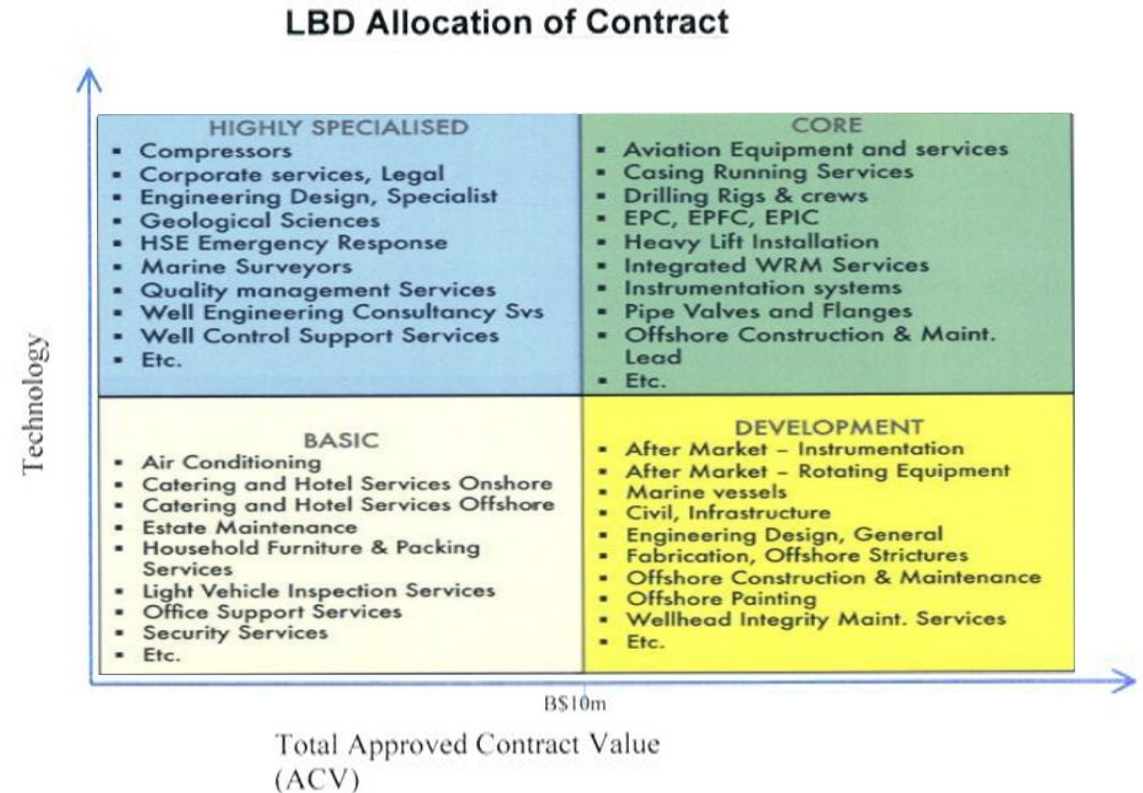 LBD Allocation of Contract
Technology
HIGHLY SPECIALISED
▪ Compressors
▪ Corporate services, Legal
▪ Engineering Design, Specialist
▪ Geological Sciences
▪ HSE Emergency Response
▪ Marine Surveyors
▪ Quality management Services
▪ Well Engineering Consultancy Svs
▪ Well Control Support Services
▪ Etc.
CORE
▪ Aviation Equipment and services
▪ Casing Running Services
▪ Drilling Rigs & crews
▪ EPC, EPFC, EPIC
▪ Heavy Lift Installation
▪ Integrated WRM Services
▪ Instrumentation systems
▪ Pipe Valves and Flanges
▪ Offshore Construction & Maint.
Lead
▪ Etc.
BASIC
▪ Air Conditioning
▪ Catering and Hotel Services Onshore
▪ Catering and Hotel Services Offshore
▪ Estate Maintenance
▪ Household Furniture & Packing
Services
▪ Light Vehicle Inspection Services
▪ Office Support Services
▪ Security Services
▪ Etc.
DEVELOPMENT
▪ After Market – Instrumentation
▪ After Market – Rotating Equipment
▪ Marine vessels
▪ Civil, Infrastructure
▪ Engineering Design, General
▪ Fabrication, Offshore Strictures
▪ Offshore Construction & Maintenance
▪ Offshore Painting
▪ Wellhead Integrity Maint. Services
▪ Etc.
B$10m
Total Approved Contract Value
(ACV)